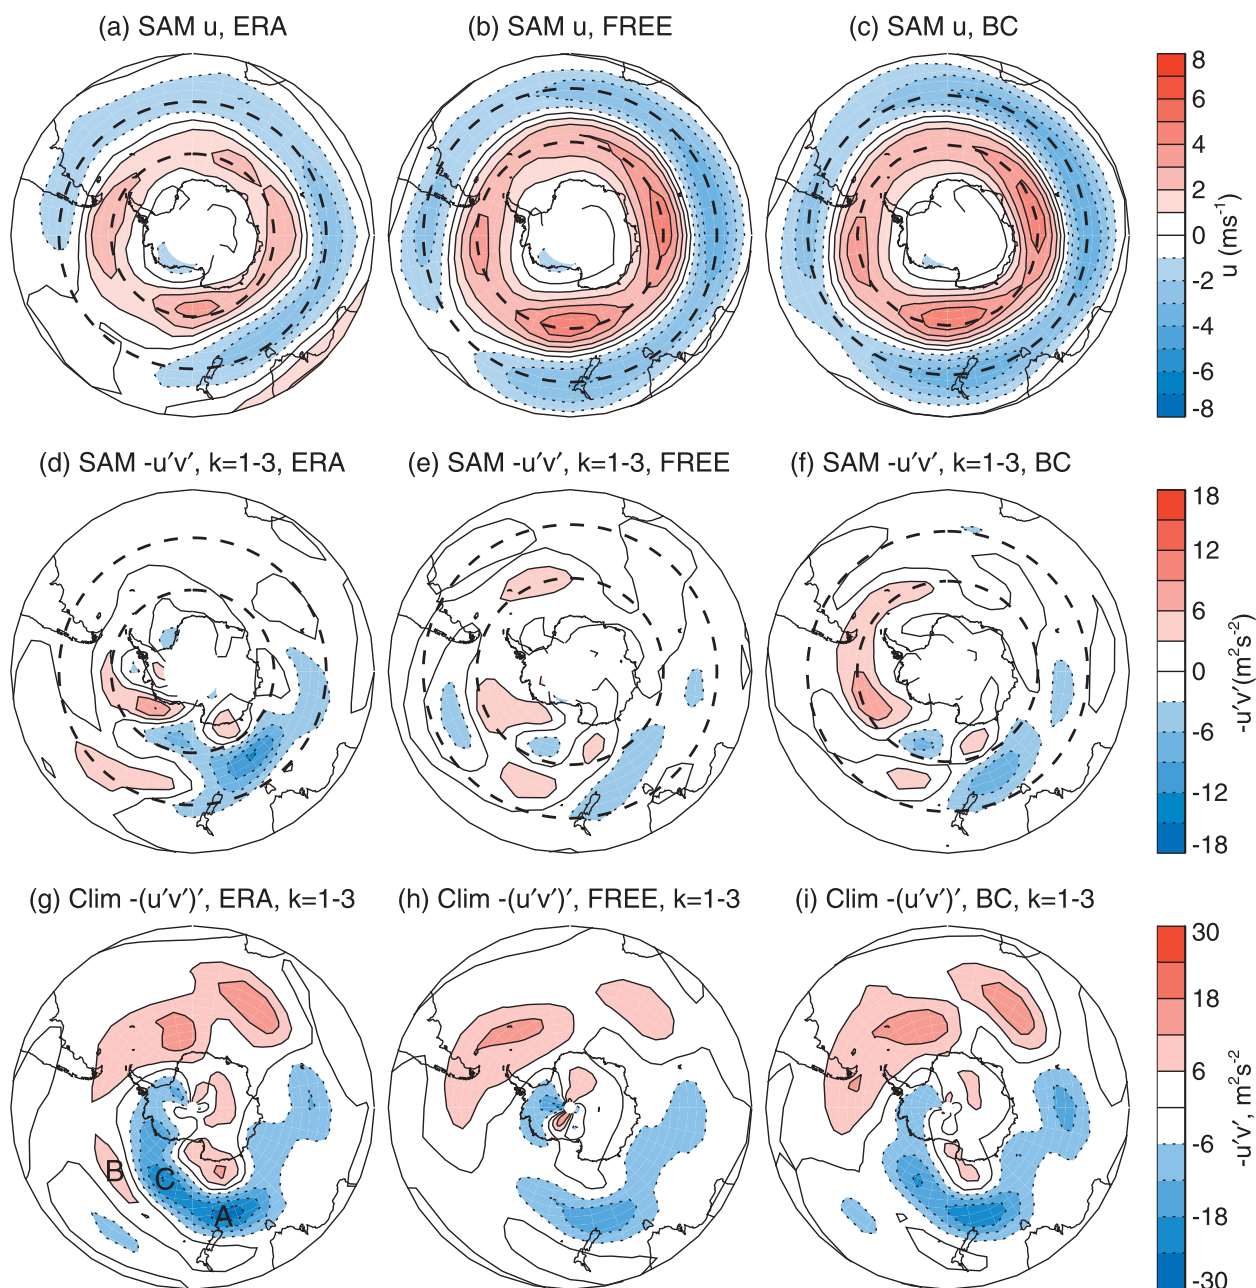 (a) SAM u, ERA
(b) SAM u, FREE
(c) SAM u, BC
8
6
4
2
0
-2
-4
-6
-8
u (ms⁻¹)
(d) SAM -u′v′, k=1-3, ERA
(e) SAM -u′v′, k=1-3, FREE
(f) SAM -u′v′, k=1-3, BC
18
12
6
0
-6
-12
-18
-u′v′(m²s⁻²)
(g) Clim -(u′v′)′, ERA, k=1-3
(h) Clim -(u′v′)′, FREE, k=1-3
(i) Clim -(u′v′)′, BC, k=1-3
30
18
6
-6
-18
-30
-u′v′, m²s⁻²
B
C
A